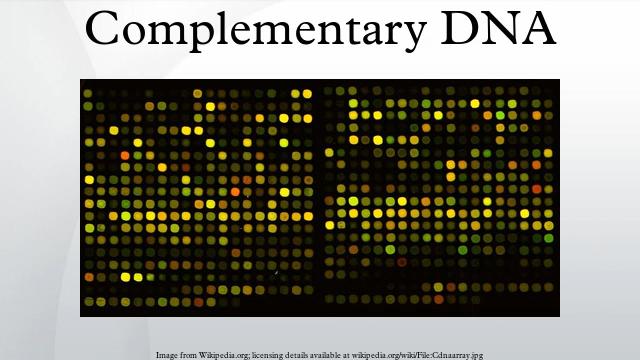 Complementary DNA
Image from Wikipedia.org; licensing details available at wikipedia.org/wiki/File:Cdnaarray.jpg